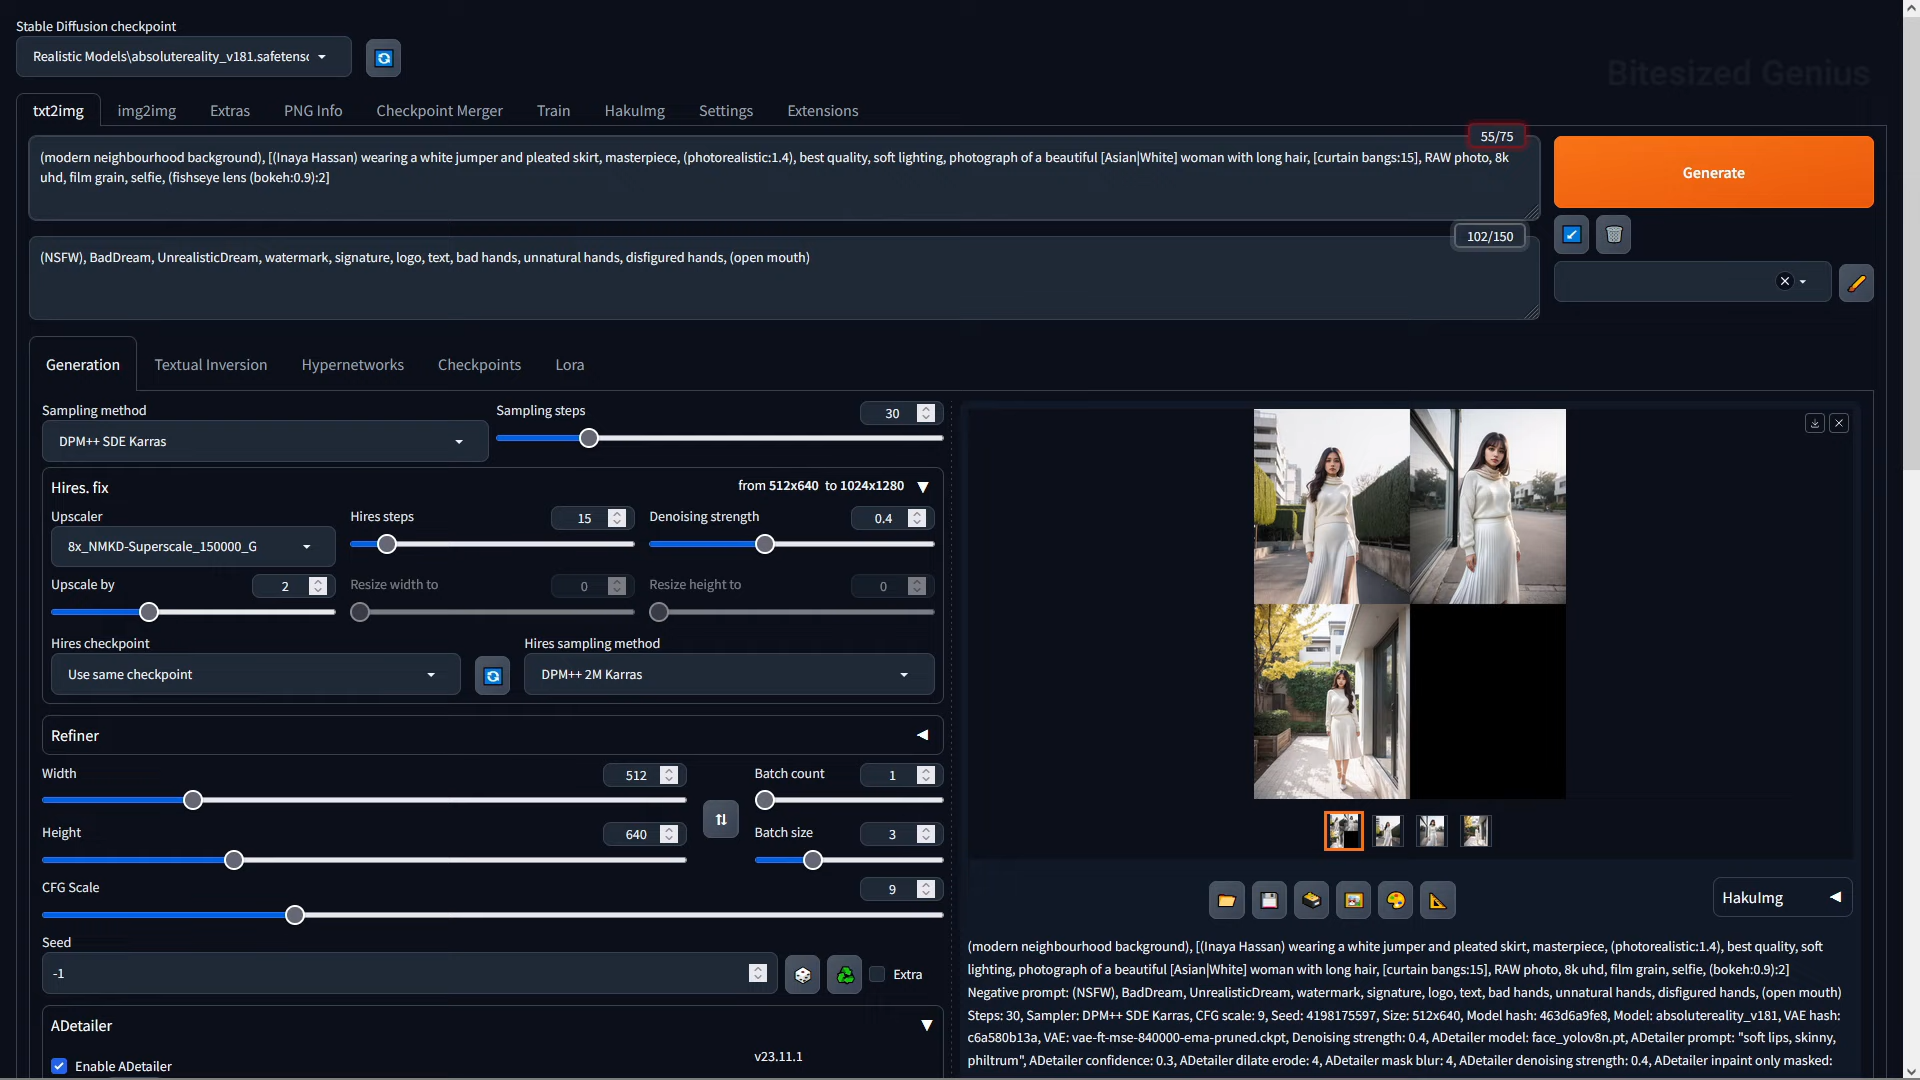 Stable Diffusion checkpoint
Realistic Models\absolutereality_v181.safetensc
Bitesized Genius
txt2img img2img Extras PNG Info Checkpoint Merger Train HakuImg Settings Extensions
55/75
(modern neighbourhood background), [(Inaya Hassan) wearing a white jumper and pleated skirt, masterpiece, (photorealistic:1.4), best quality, soft lighting, photograph of a beautiful [Asian|White] woman with long hair, [curtain bangs:15], RAW photo, 8k
uhd, film grain, selfie, (fishseye lens (bokeh:0.9):2]
Generate
102/150
(NSFW), BadDream, UnrealisticDream, watermark, signature, logo, text, bad hands, unnatural hands, disfigured hands, (open mouth)
Generation Textual Inversion Hypernetworks Checkpoints Lora
Sampling method
DPM++ SDE Karras
Sampling steps
30
Hires. fix
from 512x640 to 1024x1280
Upscaler
8x_NMKD-Superscale_150000_G
Hires steps
15
Denoising strength
0.4
Upscale by
2
Resize width to
0
Resize height to
0
Hires checkpoint
Use same checkpoint
Hires sampling method
DPM++ 2M Karras
Refiner
Width
512
Batch count
1
Height
640
Batch size
3
CFG Scale
9
Seed
-1
Extra
ADetailer
v23.11.1
Enable ADetailer
HakuImg
(modern neighbourhood background), [(Inaya Hassan) wearing a white jumper and pleated skirt, masterpiece, (photorealistic:1.4), best quality, soft
lighting, photograph of a beautiful [Asian|White] woman with long hair, [curtain bangs:15], RAW photo, 8k uhd, film grain, selfie, (bokeh:0.9):2]
Negative prompt: (NSFW), BadDream, UnrealisticDream, watermark, signature, logo, text, bad hands, unnatural hands, disfigured hands, (open mouth)
Steps: 30, Sampler: DPM++ SDE Karras, CFG scale: 9, Seed: 4198175597, Size: 512x640, Model hash: 463d6a9fe8, Model: absolutereality_v181, VAE hash:
c6a580b13a, VAE: vae-ft-mse-840000-ema-pruned.ckpt, Denoising strength: 0.4, ADetailer model: face_yolov8n.pt, ADetailer prompt: "soft lips, skinny,
philtrum", ADetailer confidence: 0.3, ADetailer dilate erode: 4, ADetailer mask blur: 4, ADetailer denoising strength: 0.4, ADetailer inpaint only masked: